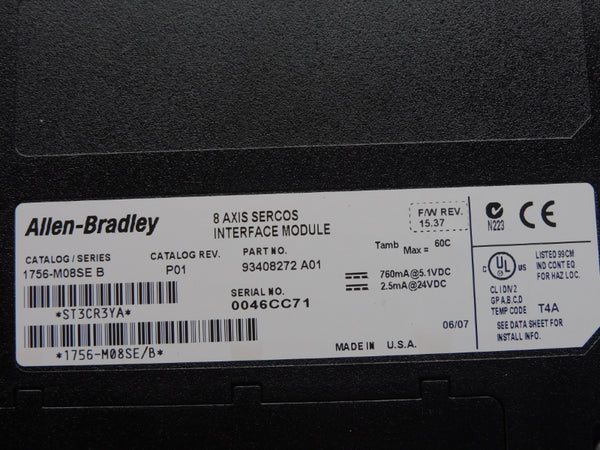 Allen-Bradley
8 AXIS SERCOS
INTERFACE MODULE
F/W REV.
15.37
N223
CE
CATALOG / SERIES
1756-M08SE B
CATALOG REV.
P01
PART NO.
93408272 A01
Tamb Max = 60C
760mA@5.1VDC
2.5mA@24VDC
SERIAL NO.
0046CC71
*ST3CR3YA*
*1756-M08SE/B*
MADE IN U.S.A.
06/07
C UL US
LISTED 99CM
IND CONT EQ
FOR HAZ LOC.
CL I DIV 2
GP A,B,C,D
TEMP CODE T4A
SEE DATA SHEET FOR
INSTALL INFO.